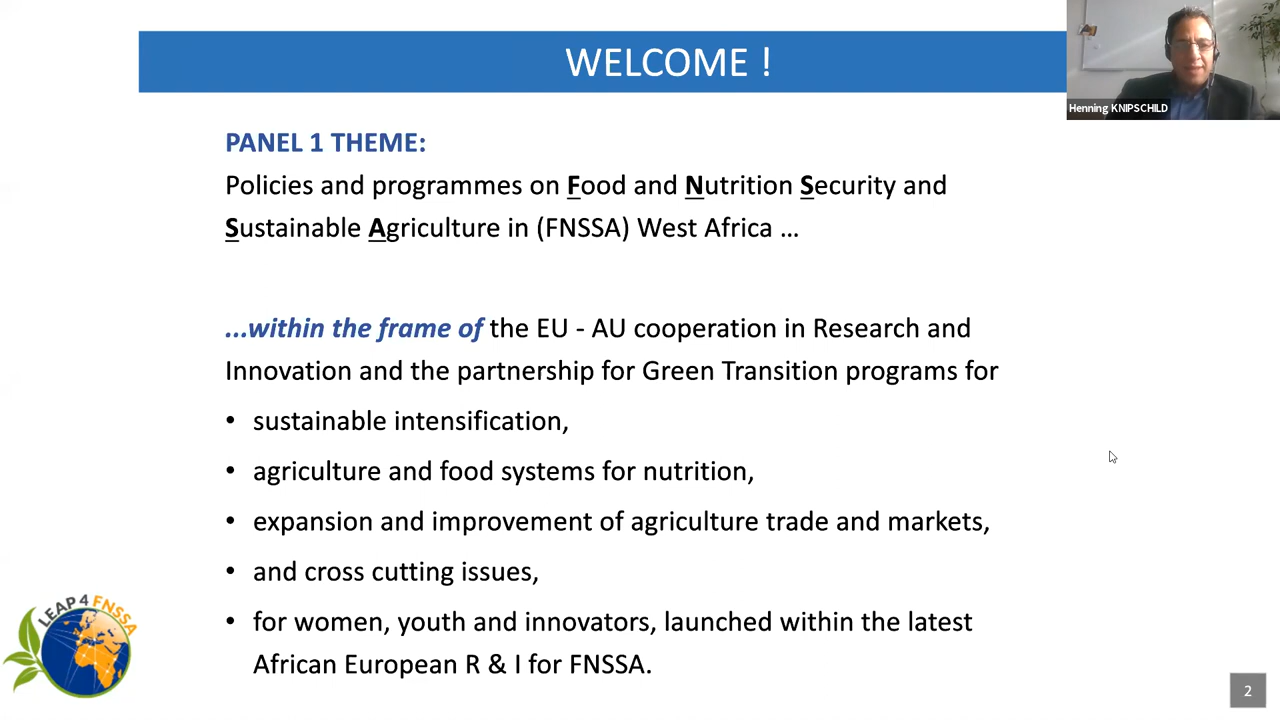 WELCOME !
Henning KNIPSCHILD
PANEL 1 THEME:
Policies and programmes on Food and Nutrition Security and
Sustainable Agriculture in (FNSSA) West Africa ...
...within the frame of the EU - AU cooperation in Research and
Innovation and the partnership for Green Transition programs for
• sustainable intensification,
• agriculture and food systems for nutrition,
• expansion and improvement of agriculture trade and markets,
• and cross cutting issues,
• for women, youth and innovators, launched within the latest
African European R & I for FNSSA.
LEAP 4 FNSSA
2